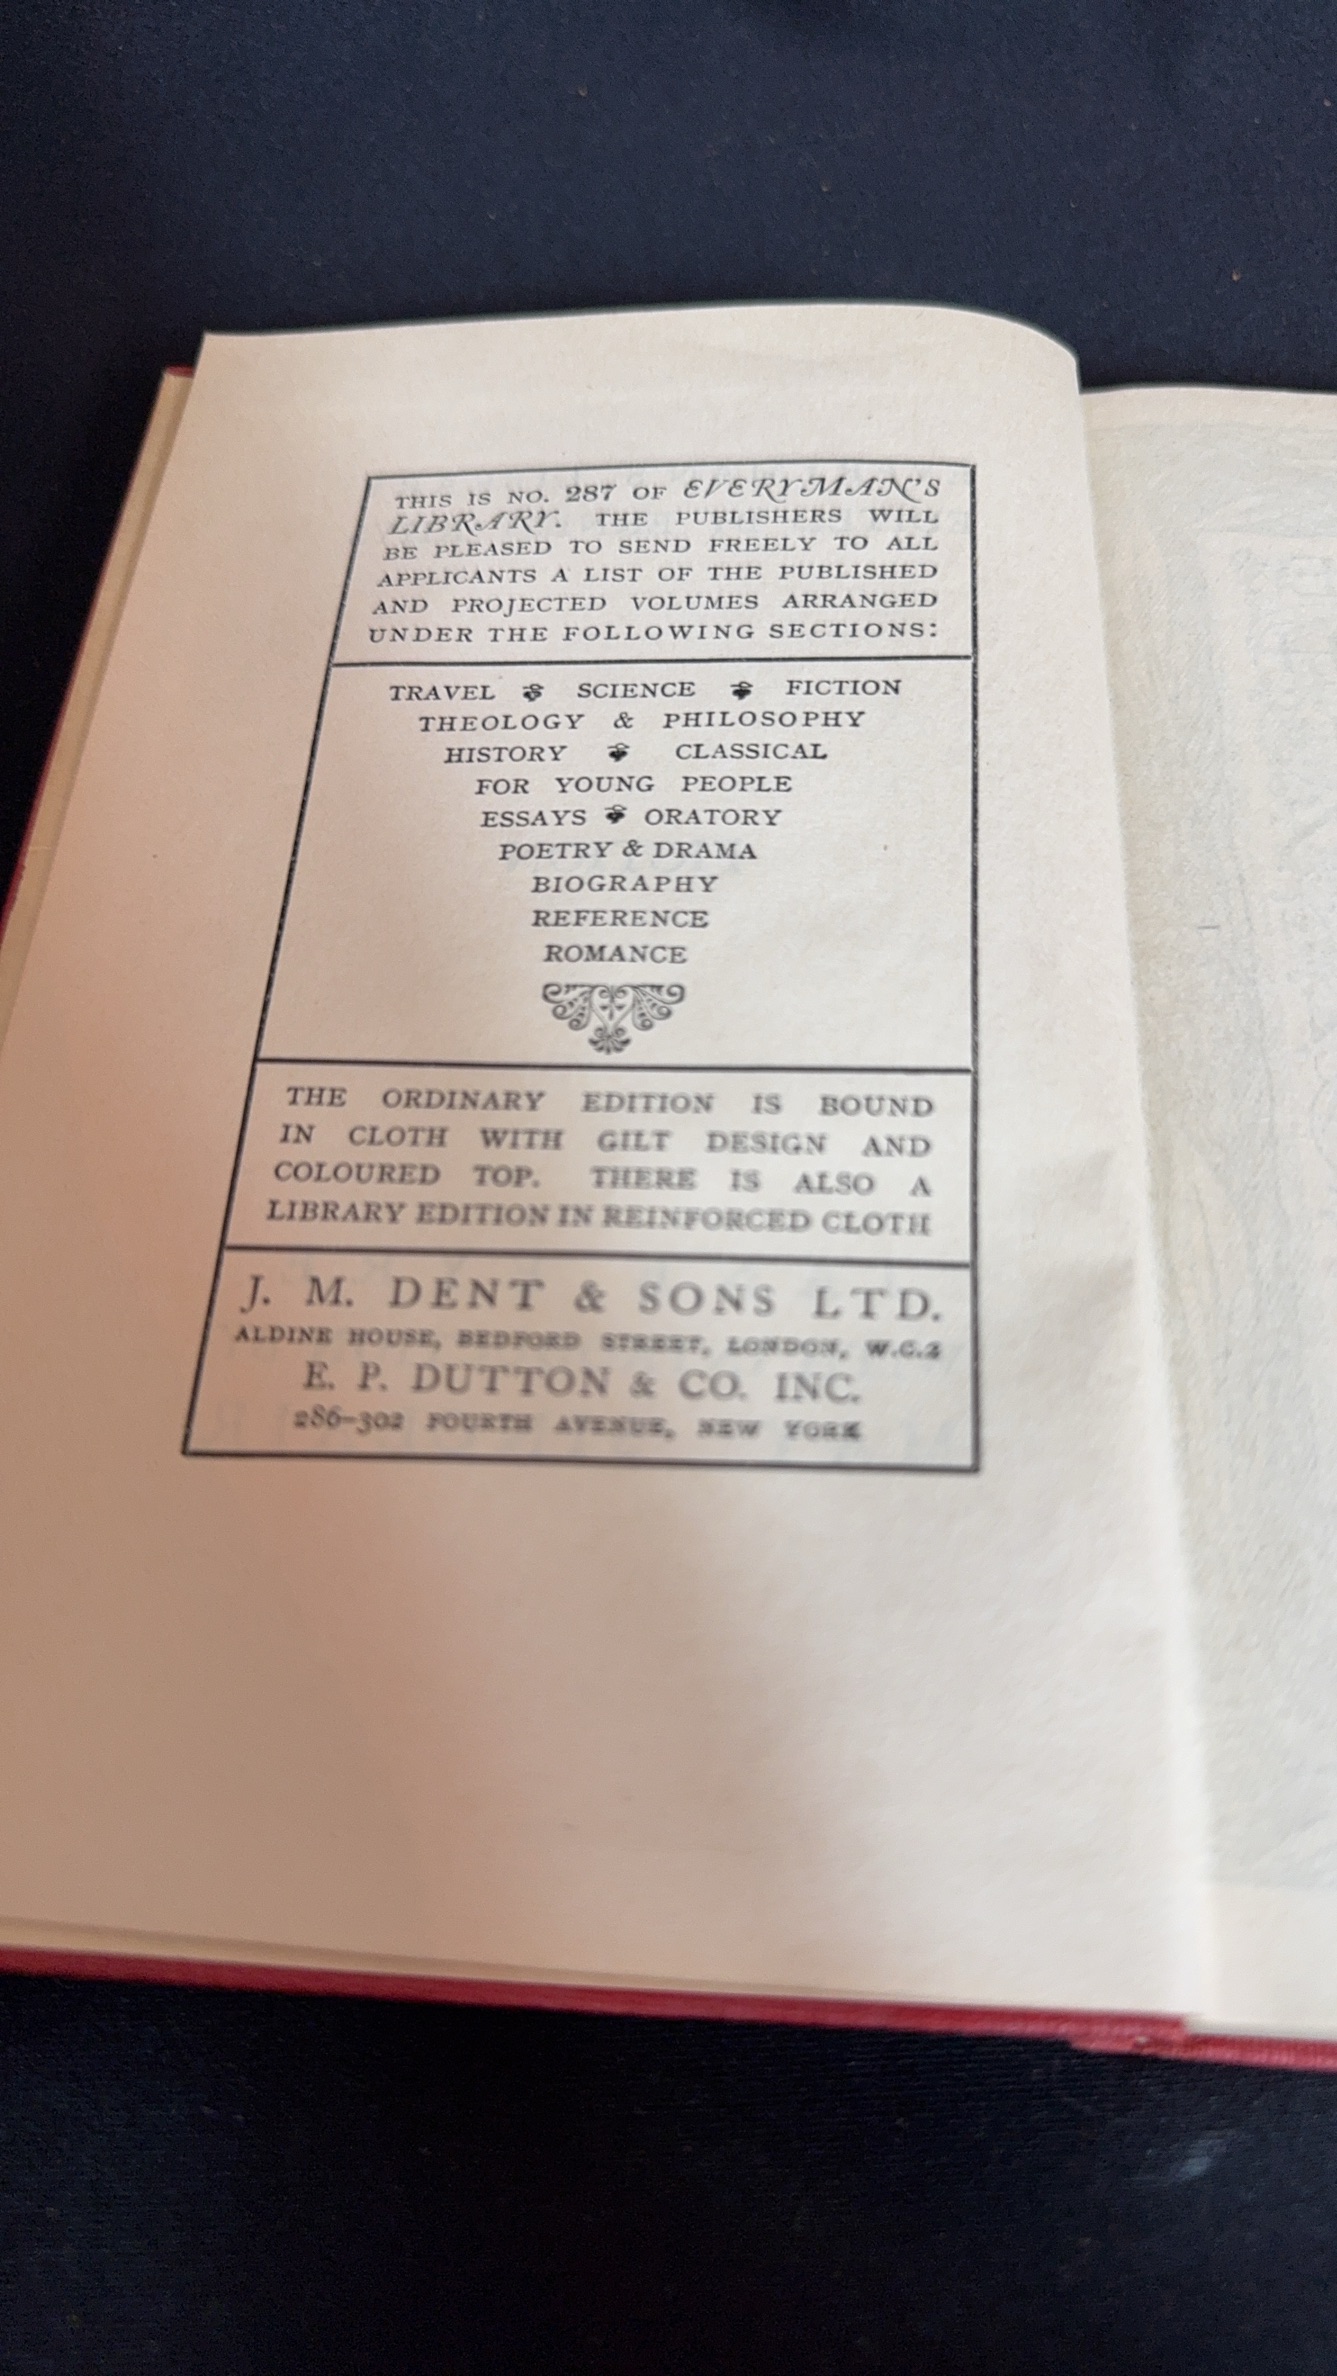 THIS IS NO. 287 OF EVERYMAN'S
LIBRARY. THE PUBLISHERS WILL
BE PLEASED TO SEND FREELY TO ALL
APPLICANTS A LIST OF THE PUBLISHED
AND PROJECTED VOLUMES ARRANGED
UNDER THE FOLLOWING SECTIONS:
TRAVEL SCIENCE FICTION
THEOLOGY & PHILOSOPHY
HISTORY CLASSICAL
FOR YOUNG PEOPLE
ESSAYS ORATORY
POETRY & DRAMA
BIOGRAPHY
REFERENCE
ROMANCE
THE ORDINARY EDITION IS BOUND
IN CLOTH WITH GILT DESIGN AND
COLOURED TOP. THERE IS ALSO A
LIBRARY EDITION IN REINFORCED CLOTH
J. M. DENT & SONS LTD.
ALDINE HOUSE, BEDFORD STREET, LONDON, W.C.2
E. P. DUTTON & CO. INC.
286-302 FOURTH AVENUE, NEW YORK